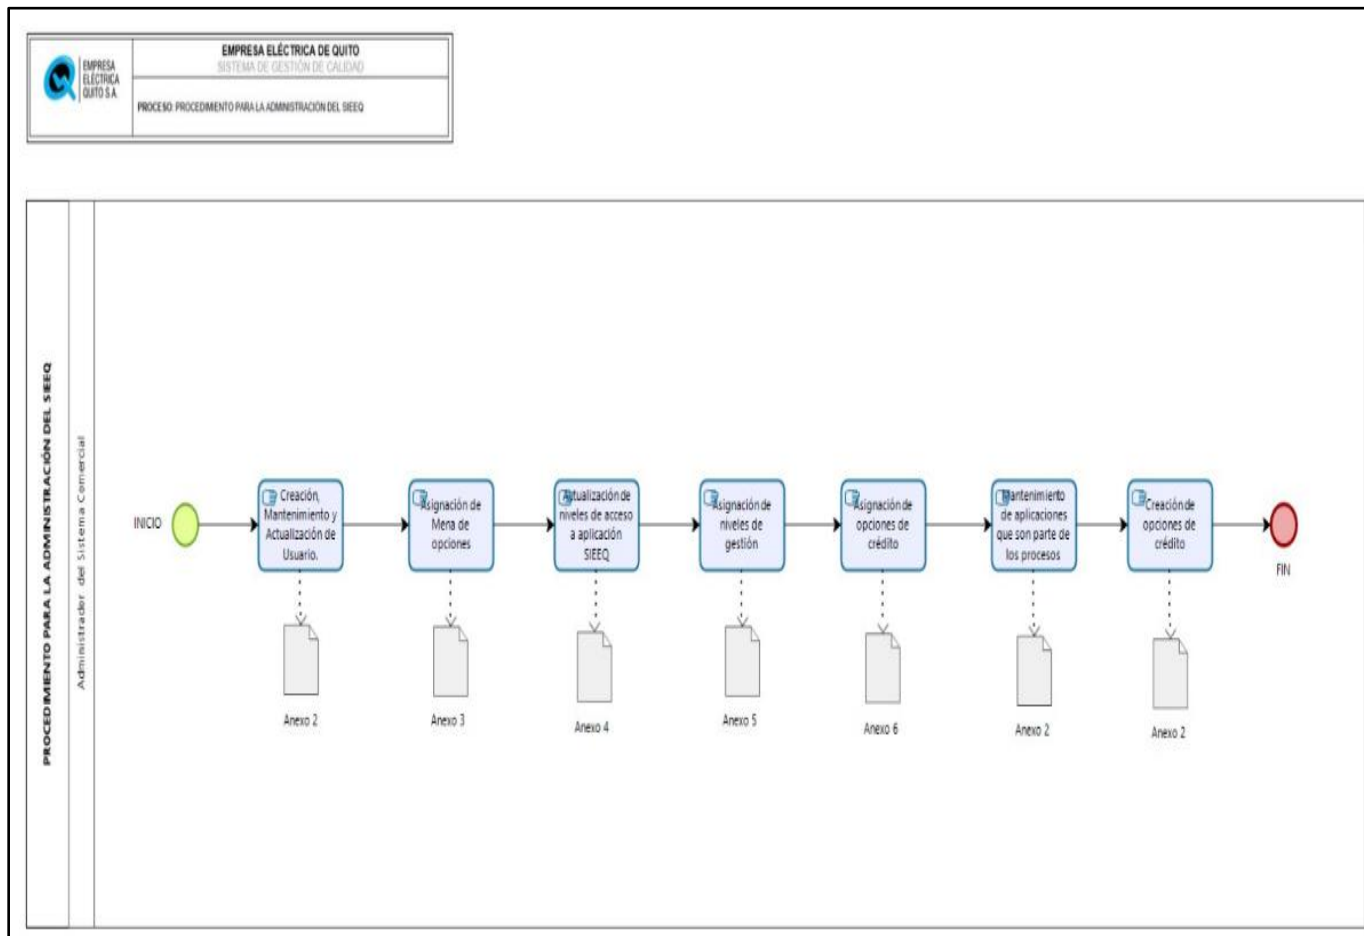 EMPRESA
ELÉCTRICA
QUITO S.A.
EMPRESA ELÉCTRICA DE QUITO
SISTEMA DE GESTIÓN DE CALIDAD
PROCESO: PROCEDIMIENTO PARA LA ADMINISTRACIÓN DEL SIEEQ
PROCEDIMIENTO PARA LA ADMINISTRACIÓN DEL SIEEQ
Administrador del Sistema Comercial
INICIO
Creación,
Mantenimiento y
Actualización de
Usuario.
Asignación de
Mena de
opciones
Actualización de
niveles de acceso
a aplicación
SIEEQ
Asignación de
niveles de
gestión
Asignación de
opciones de
crédito
Mantenimiento
de aplicaciones
que son parte de
los procesos
Creación de
opciones de
crédito
FIN
Anexo 2
Anexo 3
Anexo 4
Anexo 5
Anexo 6
Anexo 2
Anexo 2